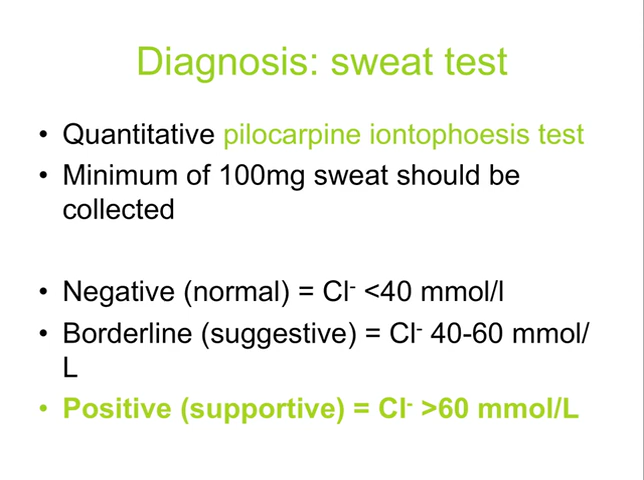 Diagnosis: sweat test
• Quantitative pilocarpine iontophoesis test
• Minimum of 100mg sweat should be
collected
• Negative (normal) = Cl⁻ <40 mmol/l
• Borderline (suggestive) = Cl⁻ 40-60 mmol/
L
• Positive (supportive) = Cl⁻ >60 mmol/L